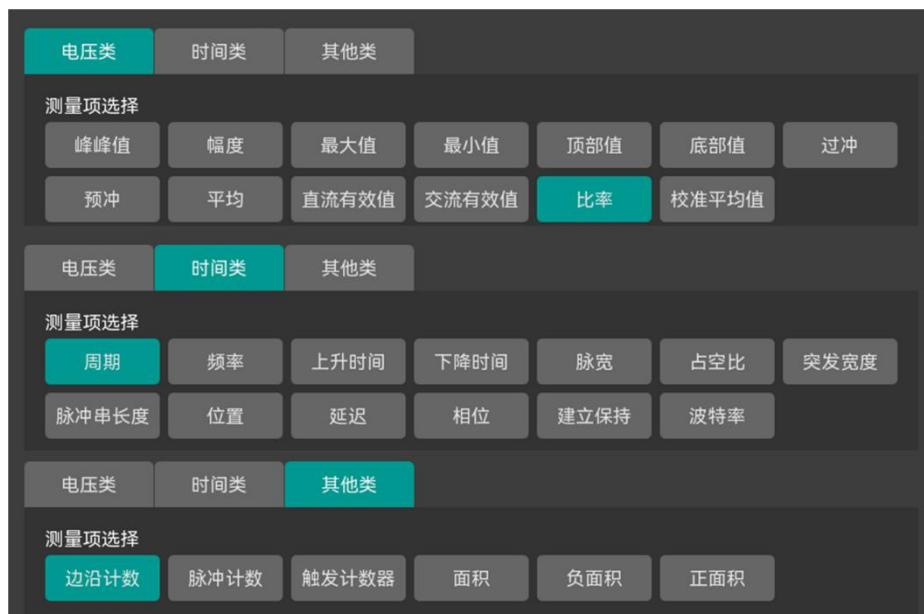 电压类 时间类 其他类
测量项选择
峰峰值 幅度 最大值 最小值 顶部值 底部值 过冲
预冲 平均 直流有效值 交流有效值 比率 校准平均值
电压类 时间类 其他类
测量项选择
周期 频率 上升时间 下降时间 脉宽 占空比 突发宽度
脉冲串长度 位置 延迟 相位 建立保持 波特率
电压类 时间类 其他类
测量项选择
边沿计数 脉冲计数 触发计数器 面积 负面积 正面积